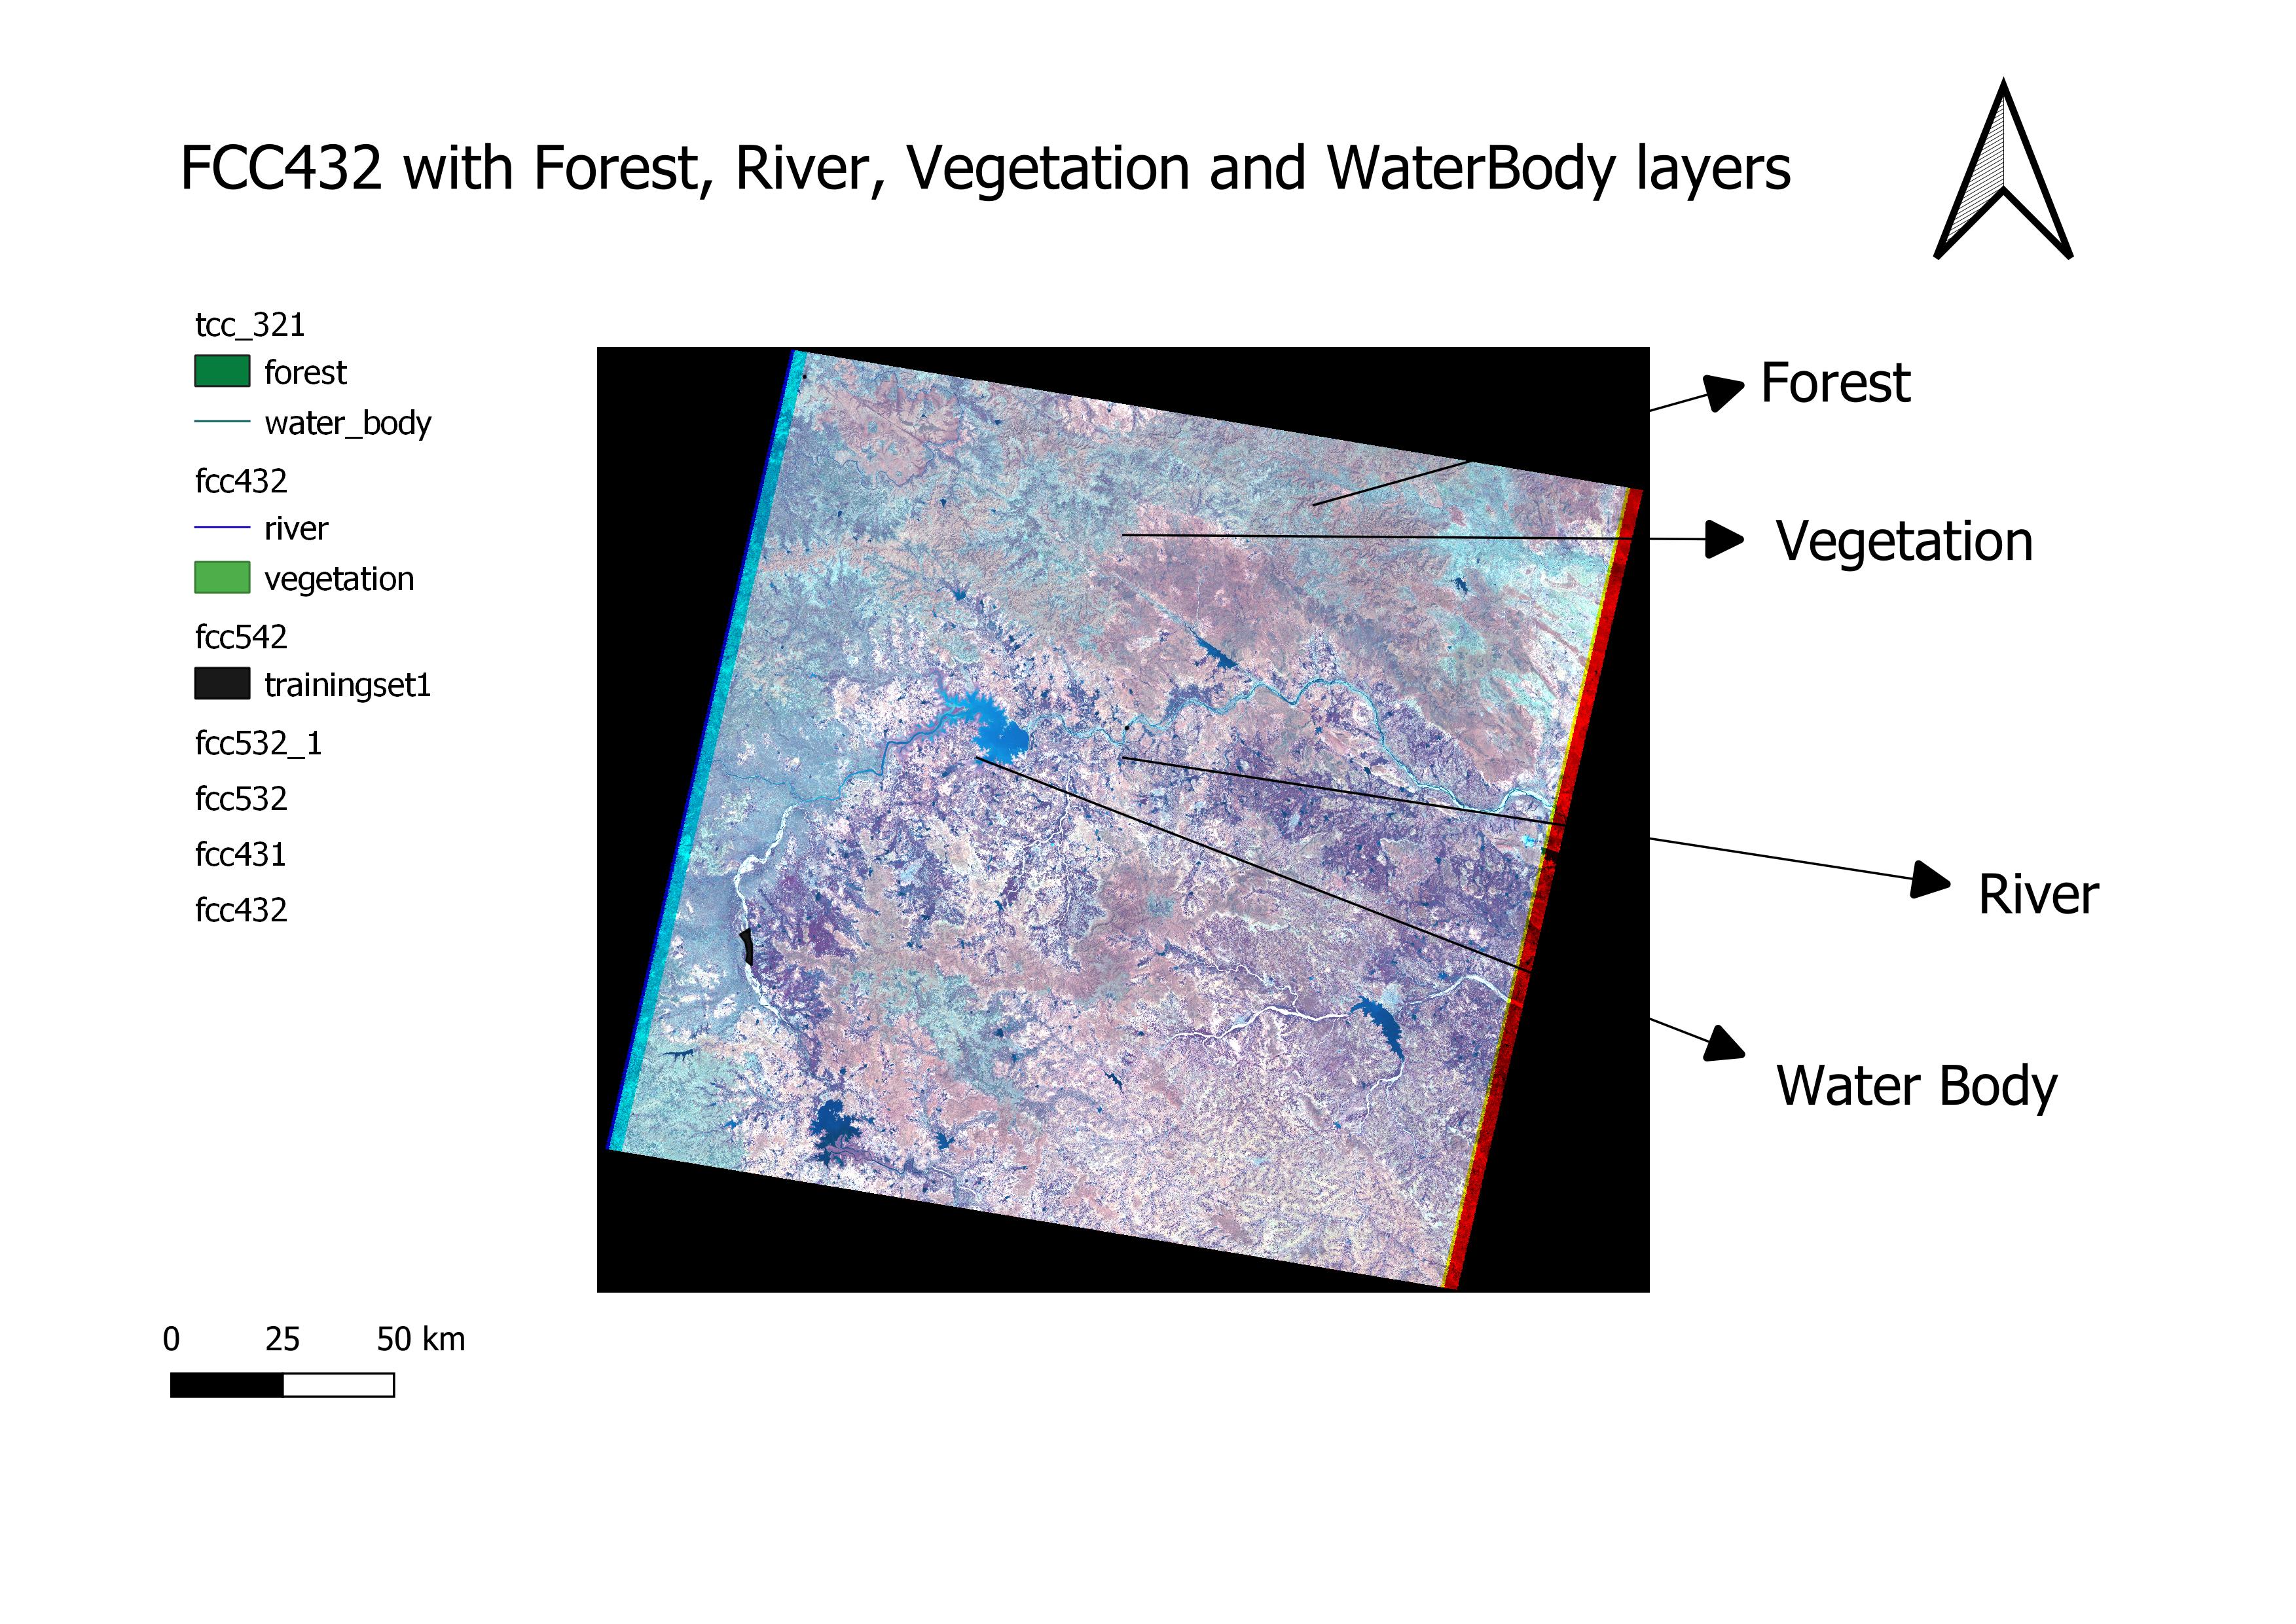 FCC432 with Forest, River, Vegetation and WaterBody layers
tcc_321
forest
water_body
fcc432
river
vegetation
fcc542
trainingset1
fcc532_1
fcc532
fcc431
fcc432
Forest
Vegetation
River
Water Body
0 25 50 km